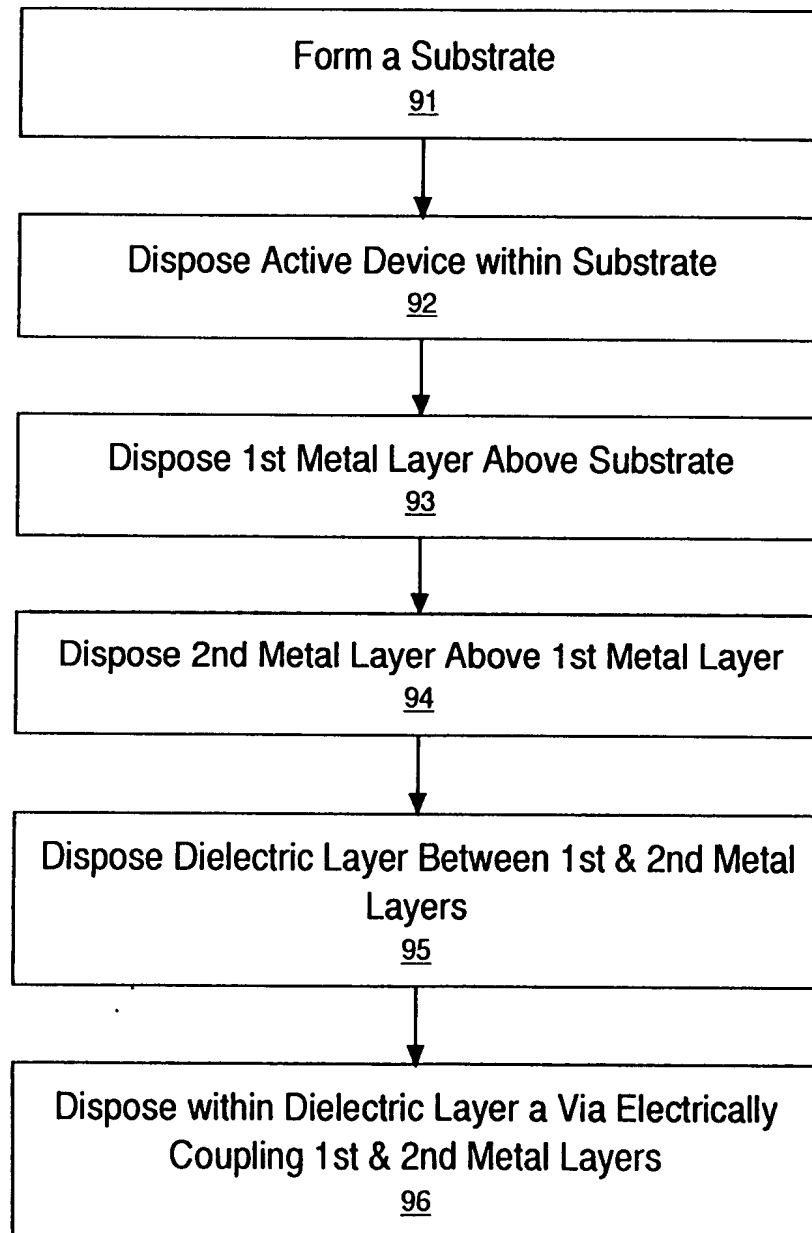 Form a Substrate
91
Dispose Active Device within Substrate
92
Dispose 1st Metal Layer Above Substrate
93
Dispose 2nd Metal Layer Above 1st Metal Layer
94
Dispose Dielectric Layer Between 1st & 2nd Metal
Layers
95
Dispose within Dielectric Layer a Via Electrically
Coupling 1st & 2nd Metal Layers
96